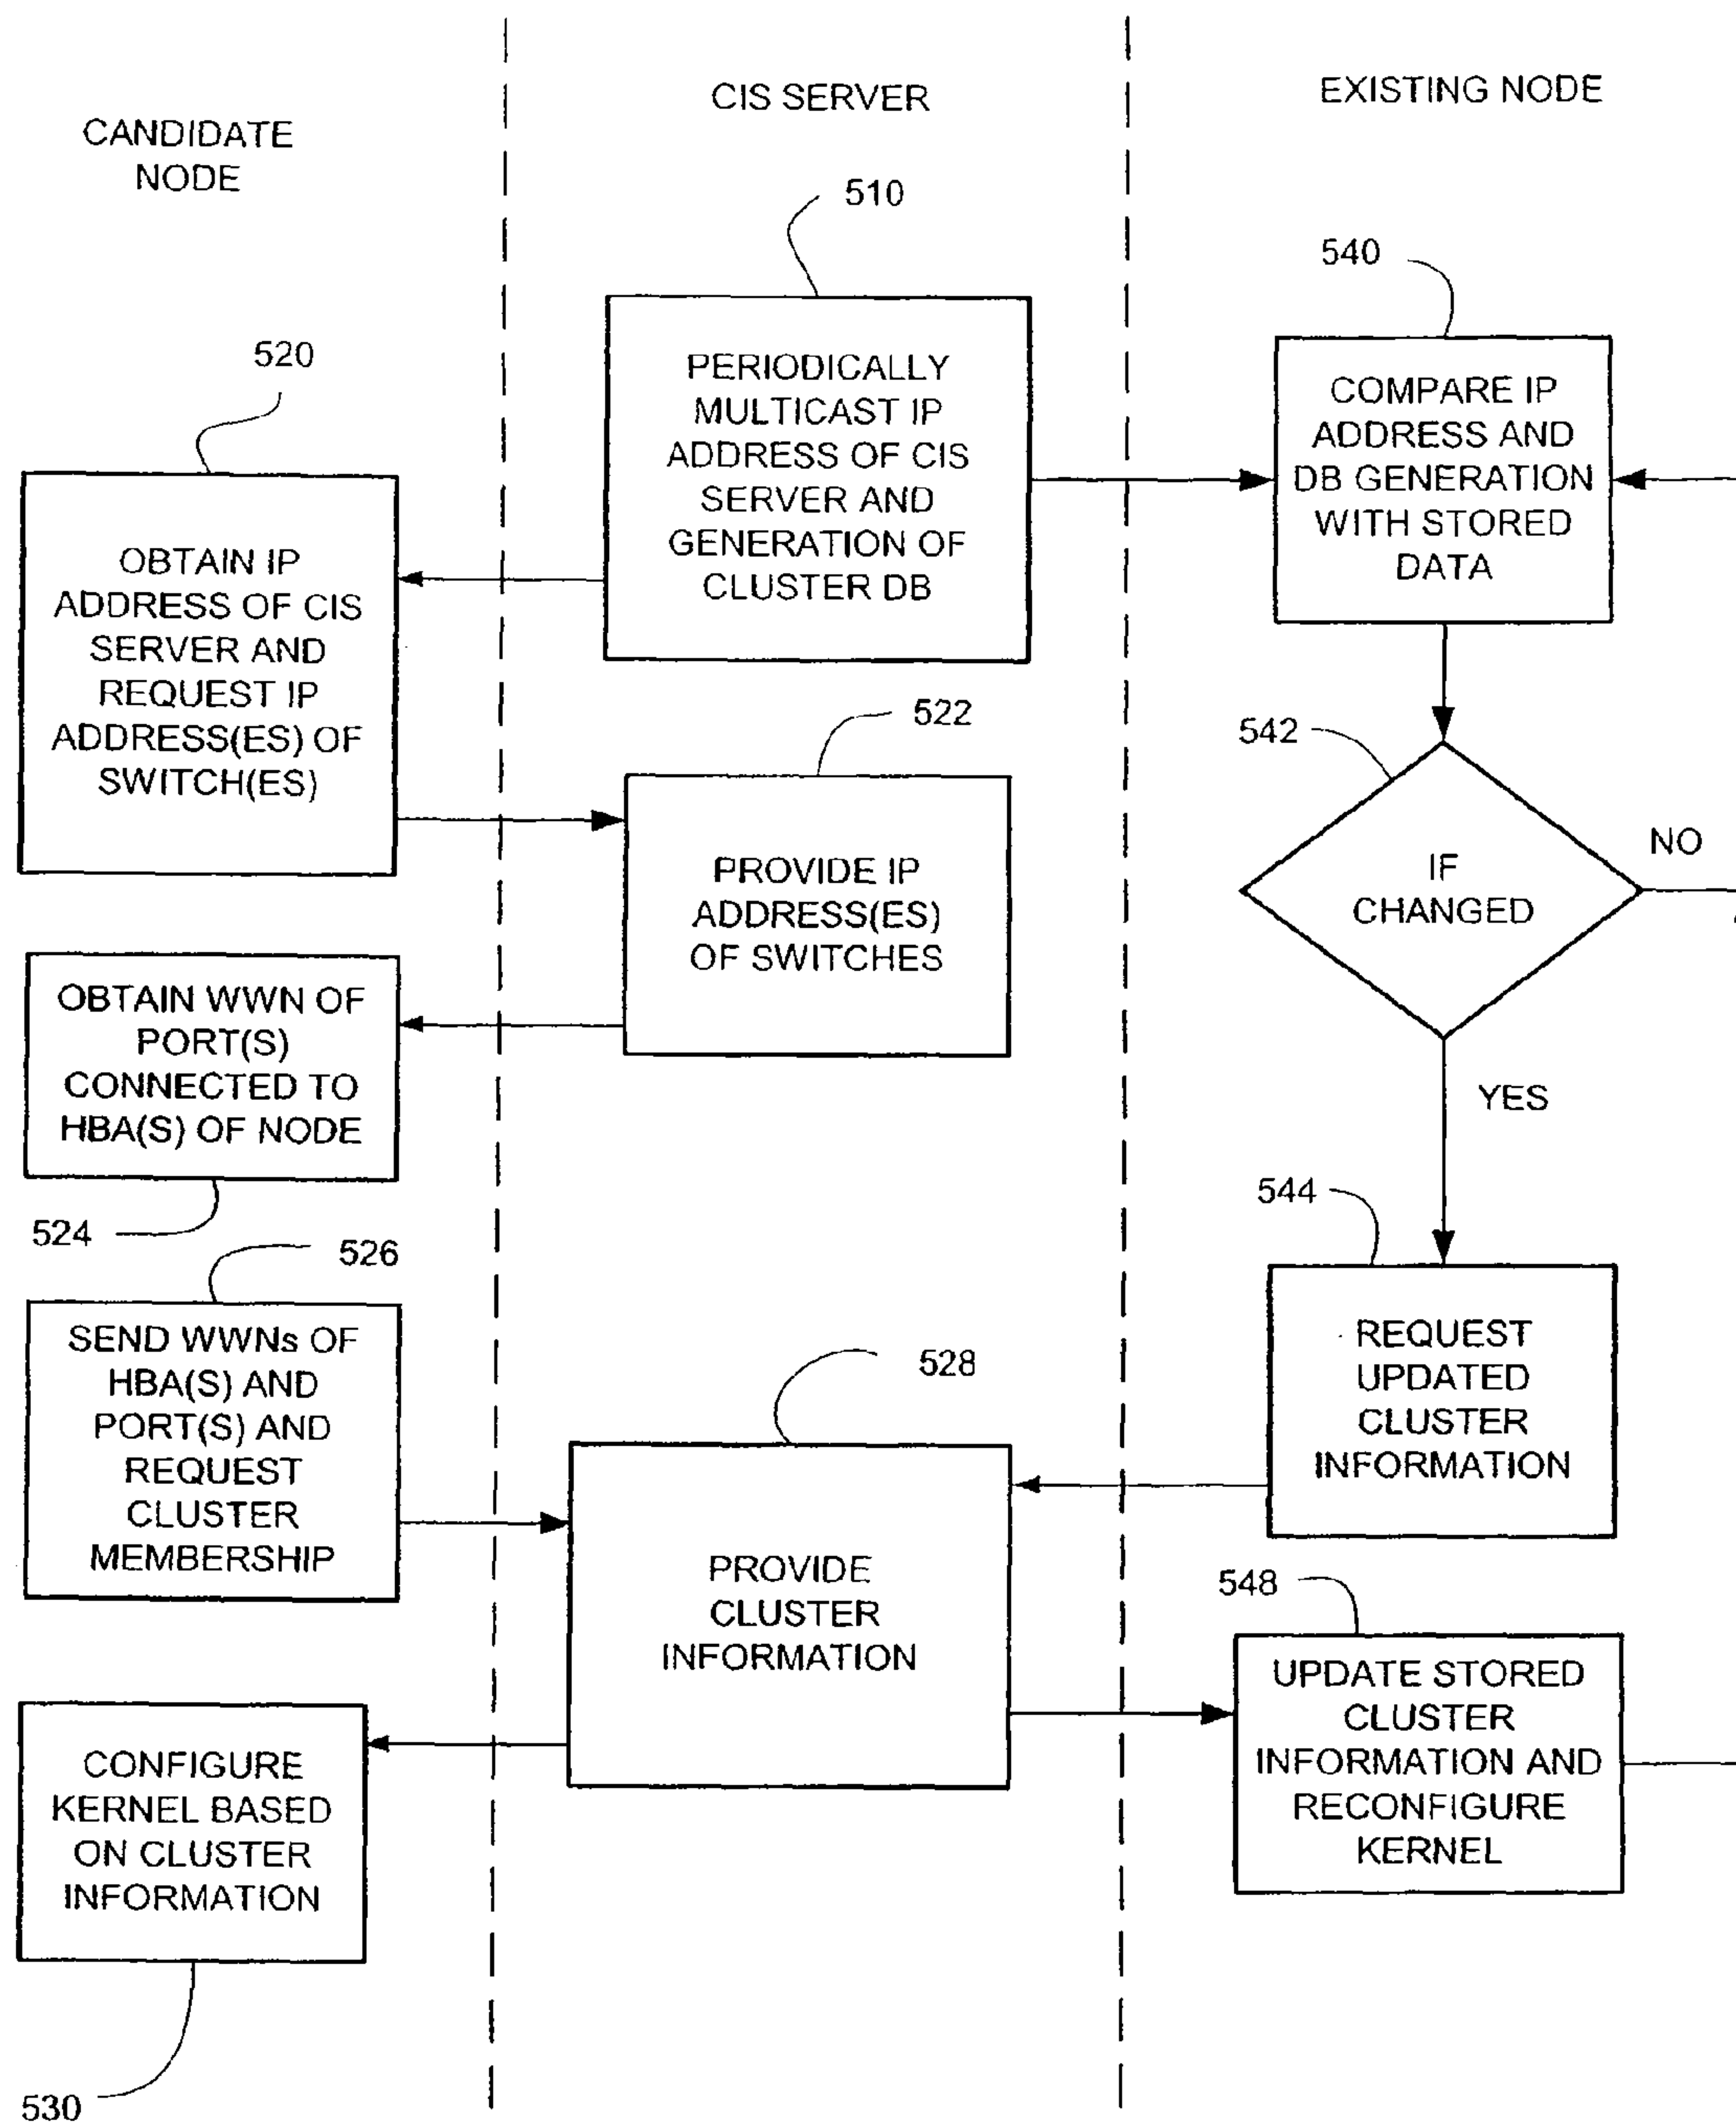 CANDIDATE
NODE
CIS SERVER
EXISTING NODE
510
PERIODICALLY
MULTICAST IP
ADDRESS OF CIS
SERVER AND
GENERATION OF
CLUSTER DB
520
OBTAIN IP
ADDRESS OF CIS
SERVER AND
REQUEST IP
ADDRESS(ES) OF
SWITCH(ES)
522
PROVIDE IP
ADDRESS(ES)
OF SWITCHES
OBTAIN WWN OF
PORT(S)
CONNECTED TO
HBA(S) OF NODE
524
526
SEND WWNs OF
HBA(S) AND
PORT(S) AND
REQUEST
CLUSTER
MEMBERSHIP
528
PROVIDE
CLUSTER
INFORMATION
CONFIGURE
KERNEL BASED
ON CLUSTER
INFORMATION
530
540
COMPARE IP
ADDRESS AND
DB GENERATION
WITH STORED
DATA
542
IF
CHANGED
NO
YES
544
REQUEST
UPDATED
CLUSTER
INFORMATION
548
UPDATE STORED
CLUSTER
INFORMATION AND
RECONFIGURE
KERNEL